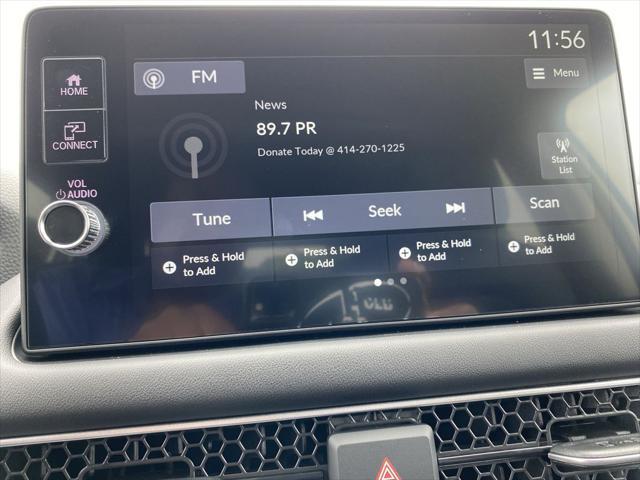 11:56
HOME
FM
Menu
CONNECT
News
89.7 PR
Donate Today @ 414-270-1225
Station
List
VOL
AUDIO
Tune
Seek
Scan
Press & Hold
to Add
Press & Hold
to Add
Press & Hold
to Add
Press & Hold
to Add